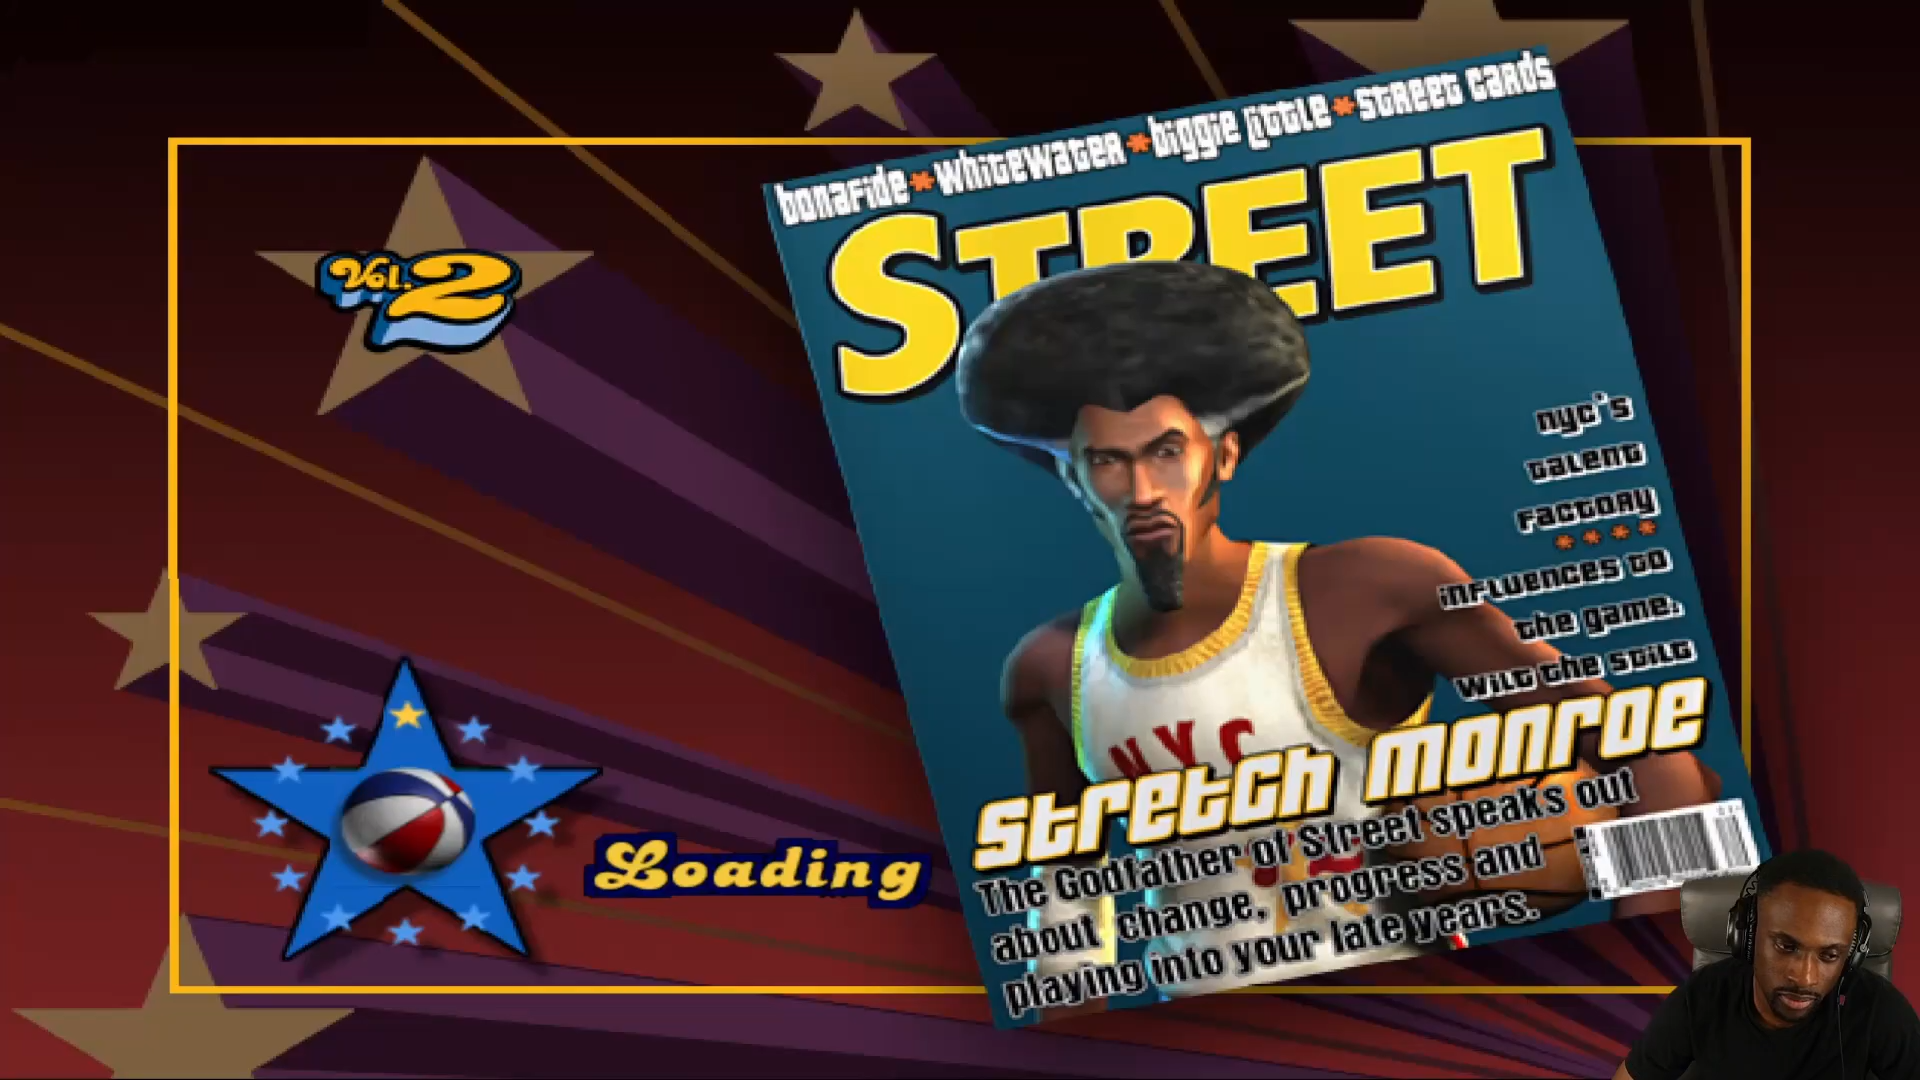 bonafide*whitewater*biggie little*street cards
STREET
Vol. 2
nyc's
talent
factory
****
influences to
the game.
wilt the stilt
NYC
stretch monroe
The Godfather of Street speaks out
about change, progress and
playing into your late years.
Loading